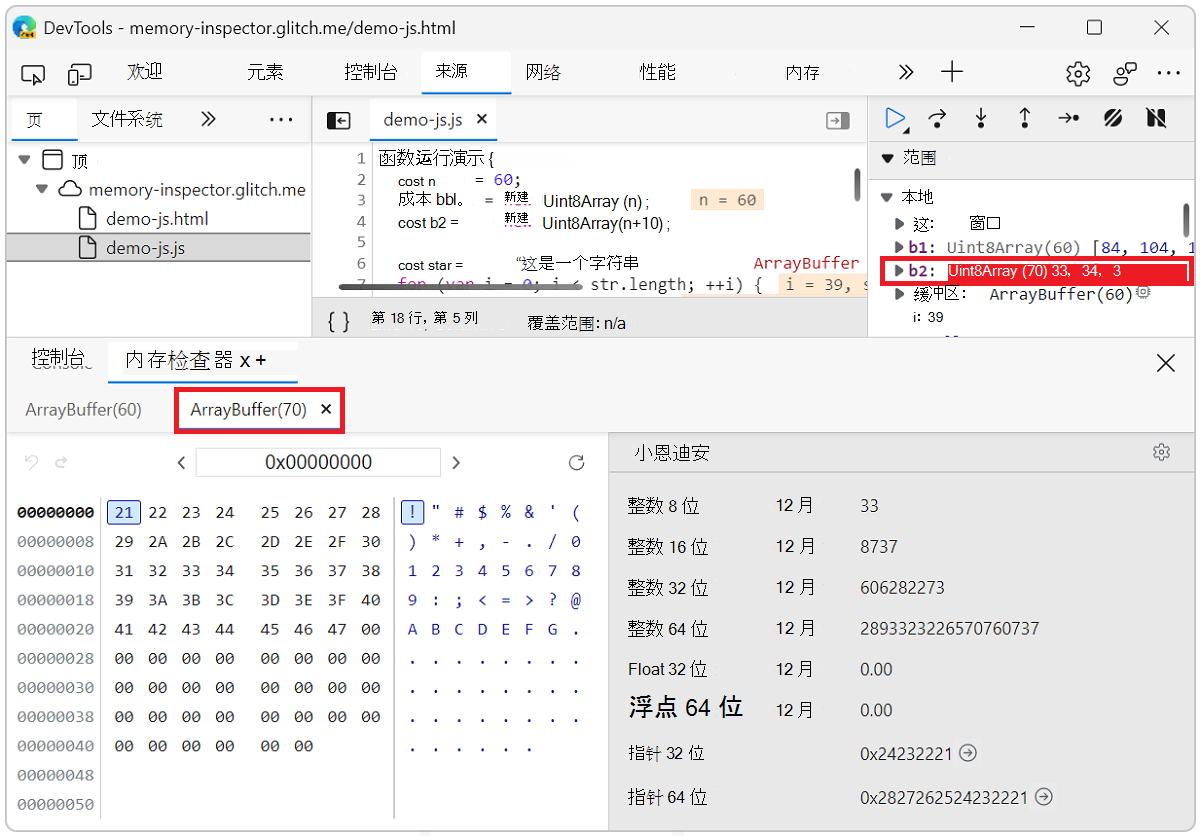 DevTools - memory-inspector.glitch.me/demo-js.html
欢迎 元素 控制台 来源 网络 性能 内存
页 文件系统
顶
memory-inspector.glitch.me
demo-js.html
demo-js.js
demo-js.js ×
1 函数运行演示 {
2 cost n = 60;
3 成本 bbl。 = 新建 Uint8Array (n) ; n = 60
4 cost b2 = 新建 Uint8Array(n+10) ;
5
6 cost star = “这是一个字符串 ArrayBuffer
7 for (var i = 0; i < str.length; ++i) { i = 39, s
{ } 第 18 行，第 5 列 覆盖范围: n/a
范围
本地
这: 窗口
b1: Uint8Array(60) [84, 104, 1
b2: Uint8Array (70) 33，34，3
缓冲区: ArrayBuffer(60)
i: 39
控制台 内存检查器 x +
ArrayBuffer(60) ArrayBuffer(70) ×
0x00000000
00000000 21 22 23 24 25 26 27 28 ! " # $ % & ' (
00000008 29 2A 2B 2C 2D 2E 2F 30 ) * + , - . / 0
00000010 31 32 33 34 35 36 37 38 1 2 3 4 5 6 7 8
00000018 39 3A 3B 3C 3D 3E 3F 40 9 : ; < = > ? @
00000020 41 42 43 44 45 46 47 00 A B C D E F G .
00000028 00 00 00 00 00 00 00 00 . . . . . . . .
00000030 00 00 00 00 00 00 00 00 . . . . . . . .
00000038 00 00 00 00 00 00 00 00 . . . . . . . .
00000040 00 00 00 00 00 00 . . . . . .
00000048
00000050
小恩迪安
整数 8 位 12 月 33
整数 16 位 12 月 8737
整数 32 位 12 月 606282273
整数 64 位 12 月 2893323226570760737
Float 32 位 12 月 0.00
浮点 64 位 12 月 0.00
指针 32 位 0x24232221
指针 64 位 0x2827262524232221